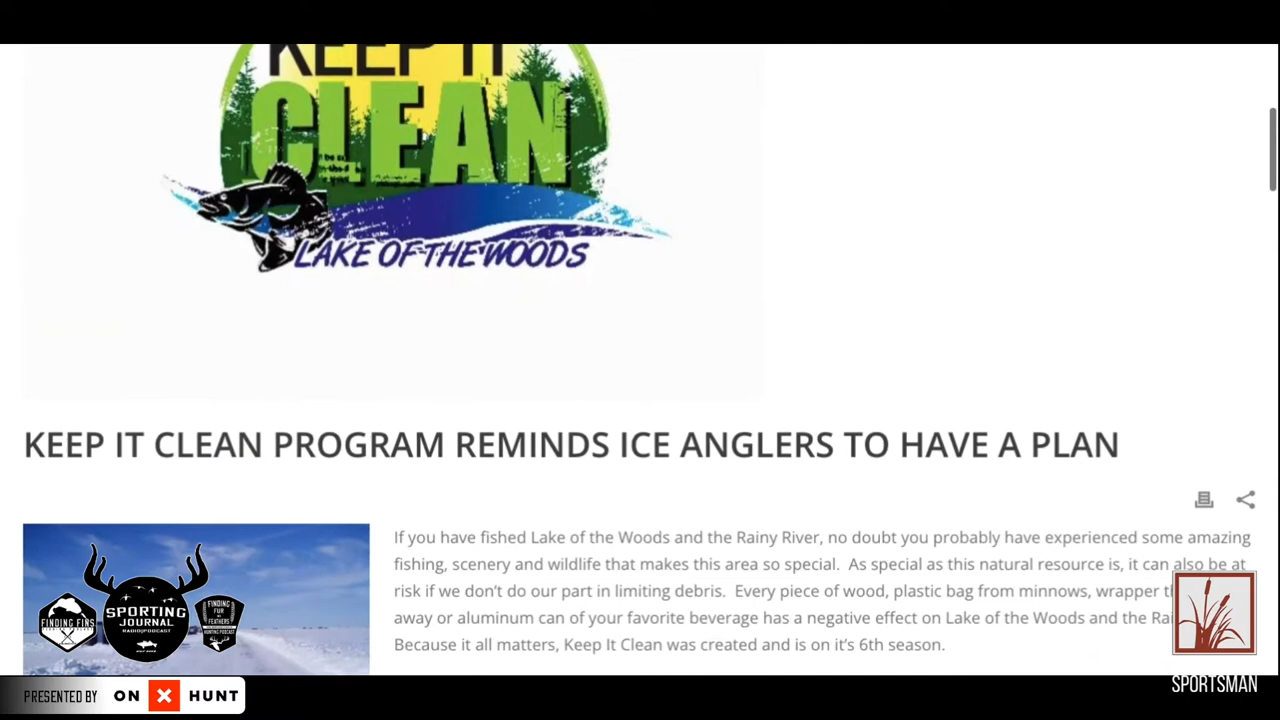 KEEP IT
CLEAN
LAKE OF THE WOODS
KEEP IT CLEAN PROGRAM REMINDS ICE ANGLERS TO HAVE A PLAN
If you have fished Lake of the Woods and the Rainy River, no doubt you probably have experienced some amazing
fishing, scenery and wildlife that makes this area so special.  As special as this natural resource is, it can also be at
risk if we don't do our part in limiting debris.  Every piece of wood, plastic bag from minnows, wrapper
away or aluminum can of your favorite beverage has a negative effect on Lake of the Woods and the
Because it all matters, Keep It Clean was created and is on it's 6th season.
FINDING FINS
SPORTING
JOURNAL
RADIO|PODCAST
FINDING
FUR
FEATHERS
HUNTING PODCAST
PRESENTED BY ON X HUNT
SPORTSMAN